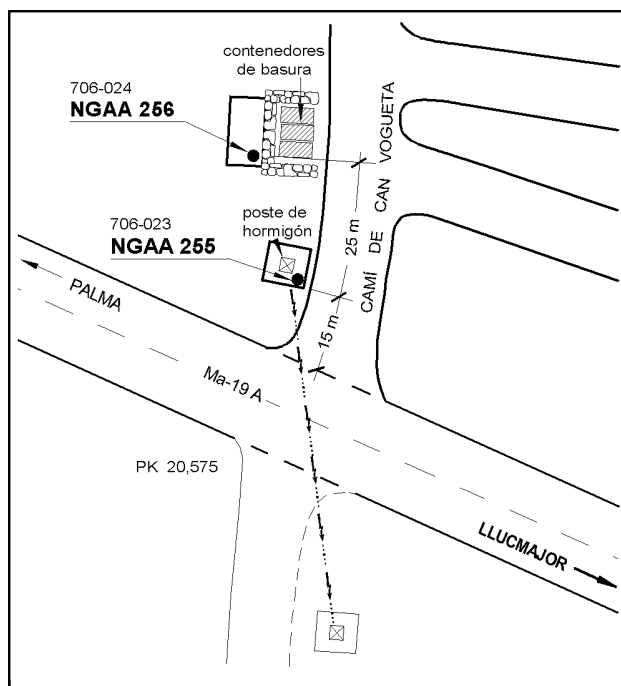 contenedores
de basura
706-024
NGAA 256
CAMÍ DE CAN VOGUETA
706-023
NGAA 255
poste de
hormigón
25 m
15 m
PALMA
Ma-19 A
PK 20,575
LLUCMAJOR